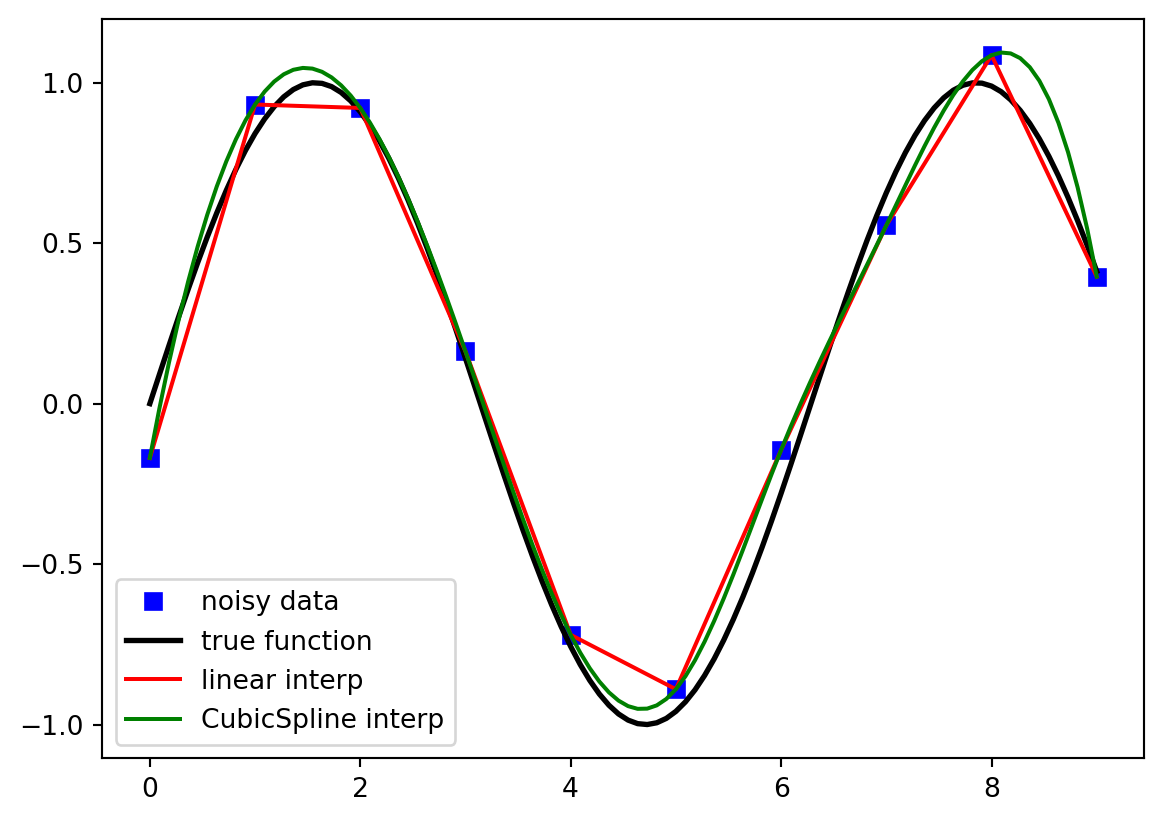 1.0
0.5
0.0
−0.5
−1.0
noisy data
true function
linear interp
CubicSpline interp
0 2 4 6 8